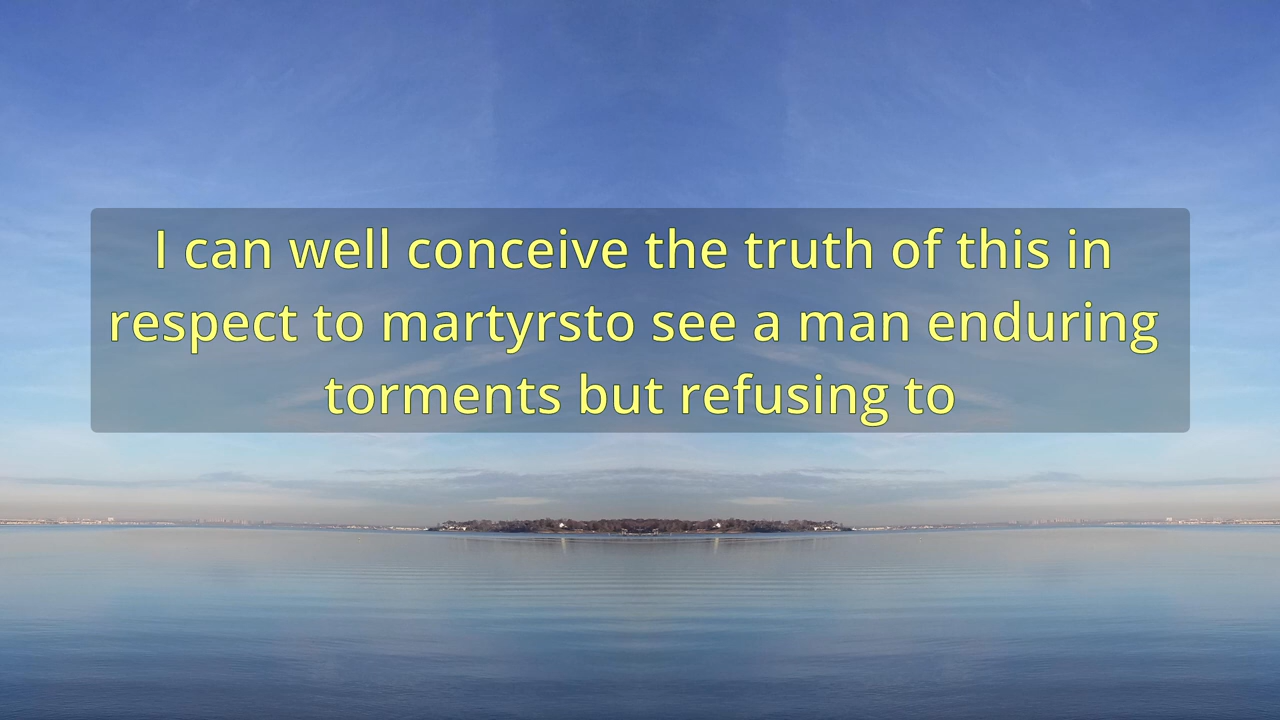 I can well conceive the truth of this in
respect to martyrsto see a man enduring
torments but refusing to